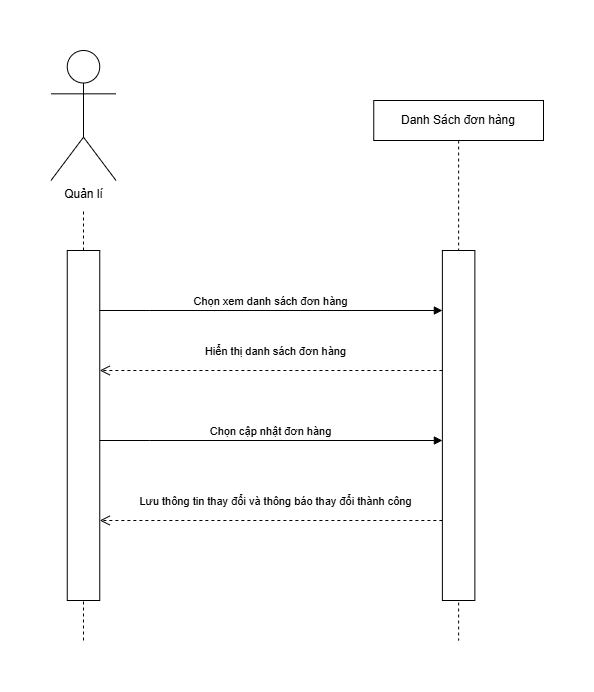 Danh Sách đơn hàng
Quản lí
Chọn xem danh sách đơn hàng
Hiển thị danh sách đơn hàng
Chọn cập nhật đơn hàng
Lưu thông tin thay đổi và thông báo thay đổi thành công